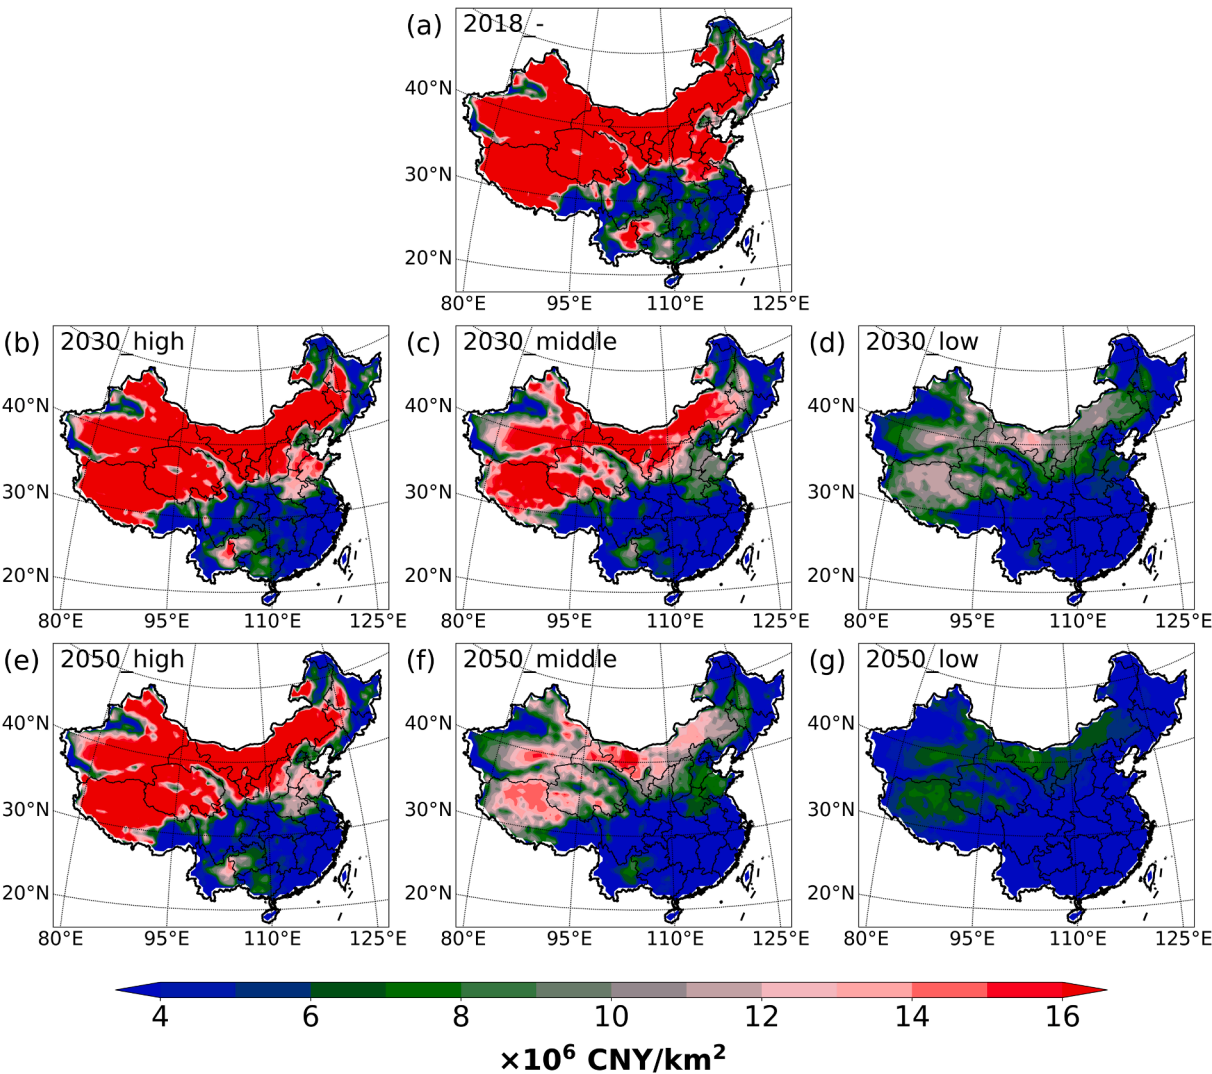 (a) 2018_-
40°N
30°N
20°N
80°E 95°E 110°E 125°E
(b) 2030_high
(c) 2030_middle
(d) 2030_low
40°N 40°N 40°N
30°N 30°N 30°N
20°N 20°N 20°N
80°E 95°E 110°E 125°E 80°E 95°E 110°E 125°E 80°E 95°E 110°E 125°E
(e) 2050_high
(f) 2050_middle
(g) 2050_low
40°N 40°N 40°N
30°N 30°N 30°N
20°N 20°N 20°N
80°E 95°E 110°E 125°E 80°E 95°E 110°E 125°E 80°E 95°E 110°E 125°E
4 6 8 10 12 14 16
×10⁶ CNY/km²